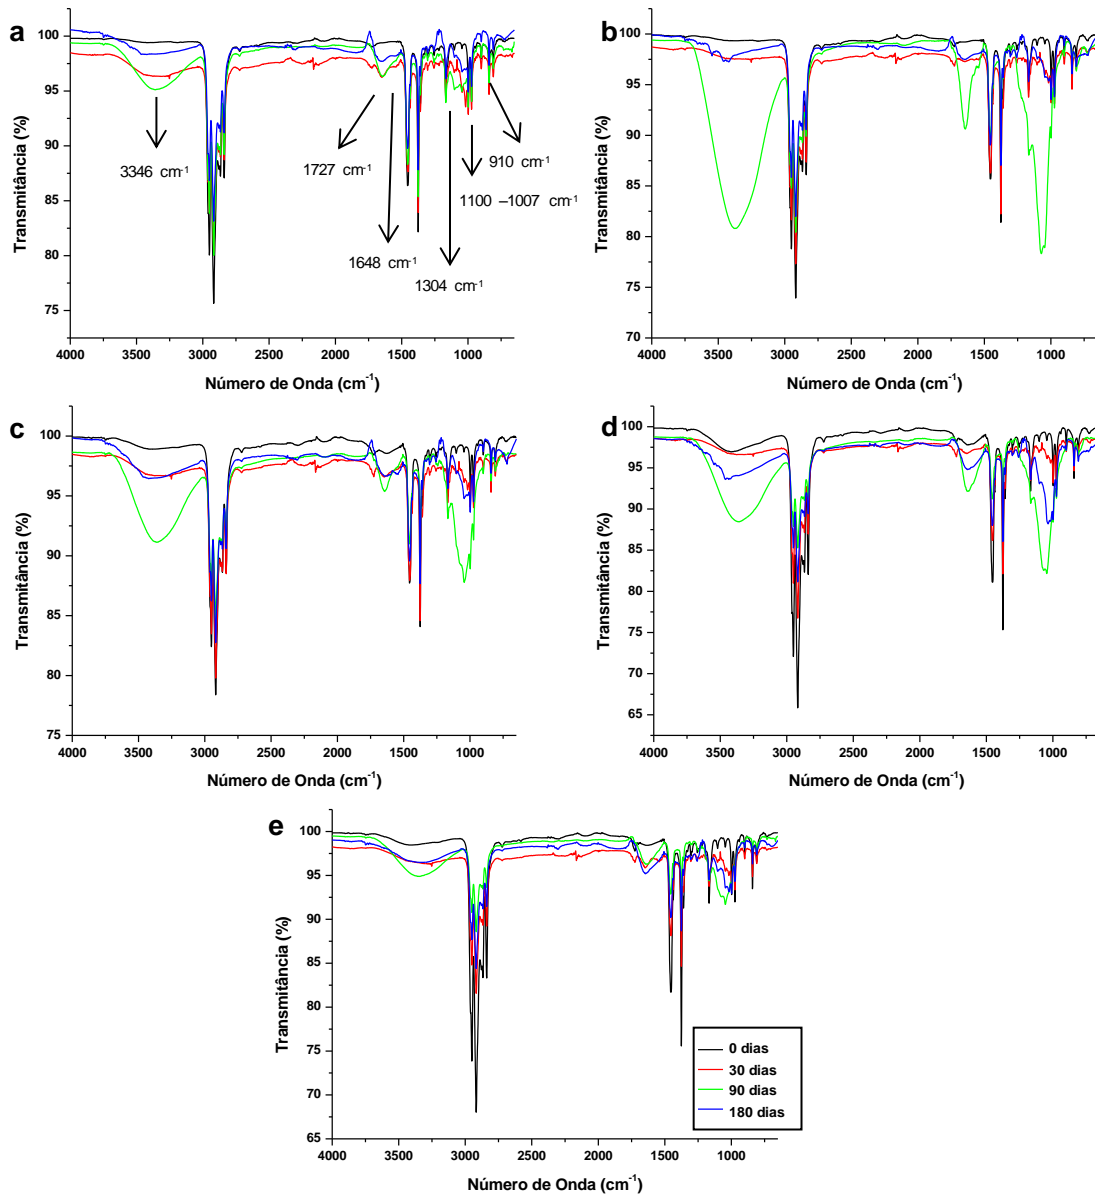 a
100
95
90
85
80
75
4000 3500 3000 2500 2000 1500 1000
Transmitância (%)
Número de Onda (cm-1)
3346 cm-1
1727 cm-1
1648 cm-1
1304 cm-1
1100 –1007 cm-1
910 cm-1
b
100
95
90
85
80
75
70
4000 3500 3000 2500 2000 1500 1000
Transmitância (%)
Número de Onda (cm-1)
c
100
95
90
85
80
75
4000 3500 3000 2500 2000 1500 1000
Transmitância (%)
Número de Onda (cm-1)
d
100
95
90
85
80
75
70
65
4000 3500 3000 2500 2000 1500 1000
Transmitância (%)
Número de Onda (cm-1)
e
100
95
90
85
80
75
70
65
4000 3500 3000 2500 2000 1500 1000
Transmitância (%)
Número de Onda (cm-1)
0 dias
30 dias
90 dias
180 dias